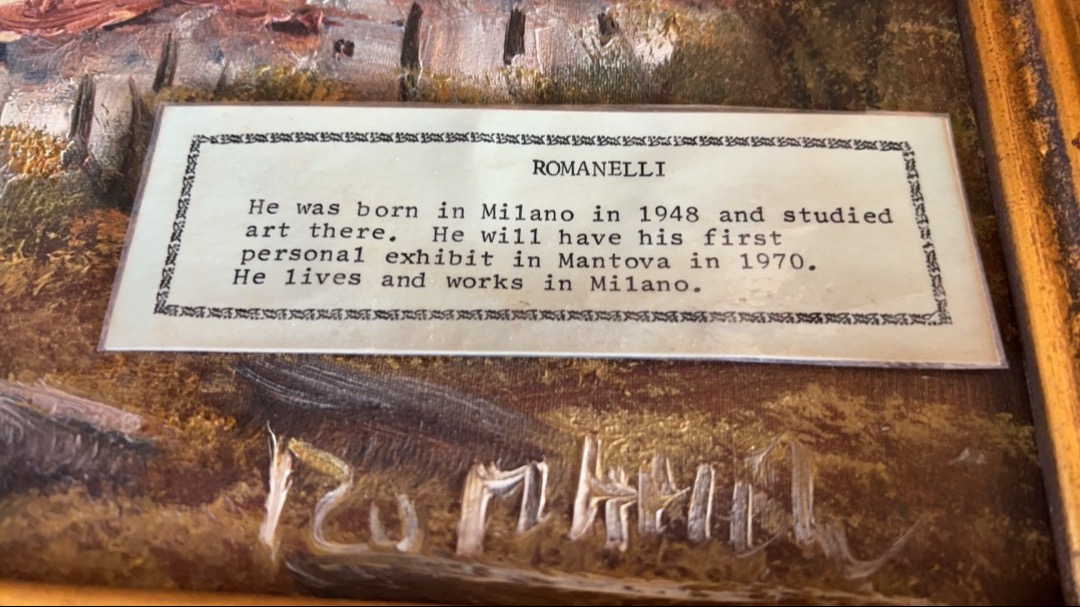 ROMANELLI
He was born in Milano in 1948 and studied
art there. He will have his first
personal exhibit in Mantova in 1970.
He lives and works in Milano.